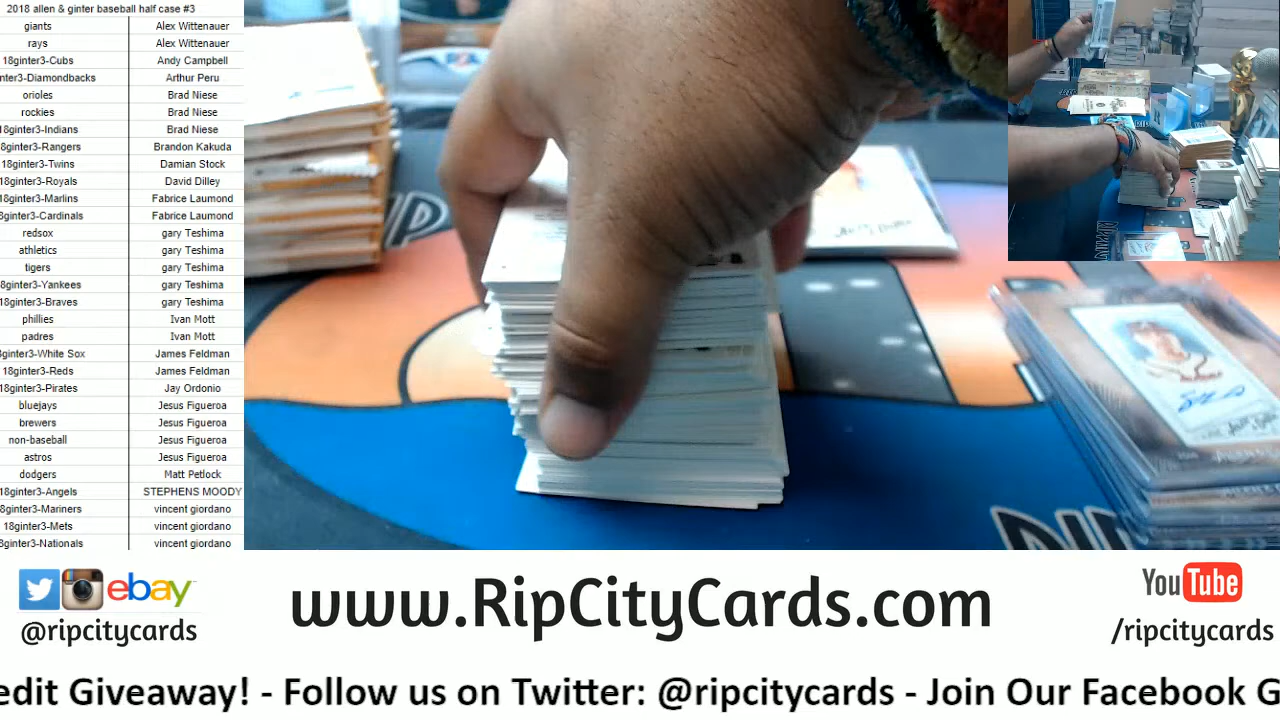 2018 allen & ginter baseball half case #3
giants Alex Wittenauer
rays Alex Wittenauer
18ginter3-Cubs Andy Campbell
nter3-Diamondbacks Arthur Peru
orioles Brad Niese
rockies Brad Niese
18ginter3-Indians Brad Niese
8ginter3-Rangers Brandon Kakuda
18ginter3-Twins Damian Stock
18ginter3-Royals David Dilley
18ginter3-Marlins Fabrice Laumond
8ginter3-Cardinals Fabrice Laumond
redsox gary Teshima
athletics gary Teshima
tigers gary Teshima
8ginter3-Yankees gary Teshima
18ginter3-Braves gary Teshima
phillies Ivan Mott
padres Ivan Mott
ginter3-White Sox James Feldman
18ginter3-Reds James Feldman
18ginter3-Pirates Jay Ordonio
bluejays Jesus Figueroa
brewers Jesus Figueroa
non-baseball Jesus Figueroa
astros Jesus Figueroa
dodgers Matt Petlock
18ginter3-Angels STEPHENS MOODY
8ginter3-Mariners vincent giordano
18ginter3-Mets vincent giordano
ginter3-Nationals vincent giordano
ebay
@ripcitycards
www.RipCityCards.com
YouTube
/ripcitycards
edit Giveaway! - Follow us on Twitter: @ripcitycards - Join Our Facebook G